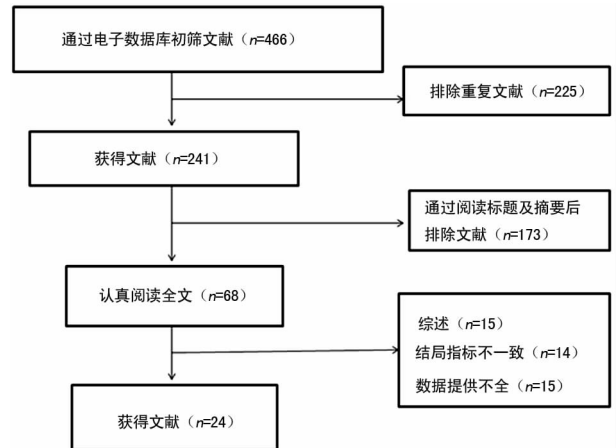 通过电子数据库初筛文献（n=466）
排除重复文献（n=225）
获得文献（n=241）
通过阅读标题及摘要后
排除文献（n=173）
认真阅读全文（n=68）
综述（n=15）
结局指标不一致（n=14）
数据提供不全（n=15）
获得文献（n=24）